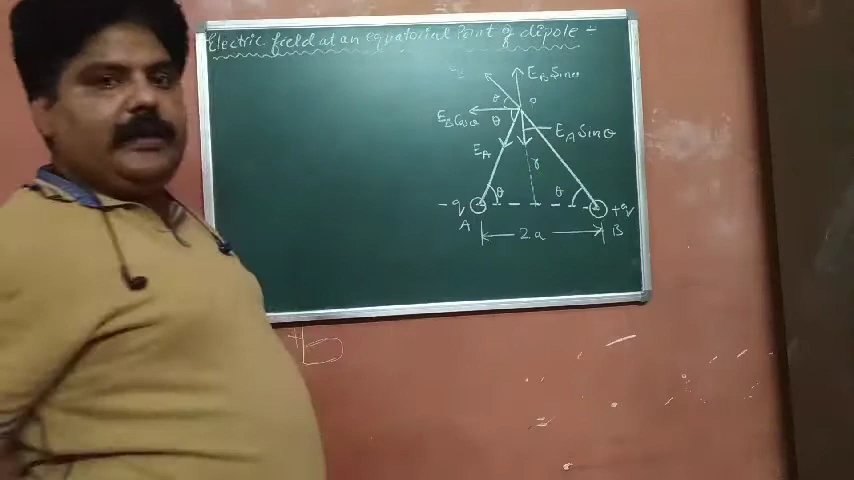 Electric field at an equatorial Point of dipole :-
E_B Sinθ
θ
P
E_B Cosθ
θ
E_A Sinθ
E_A
r
θ
θ
-q
+q
A
B
2a